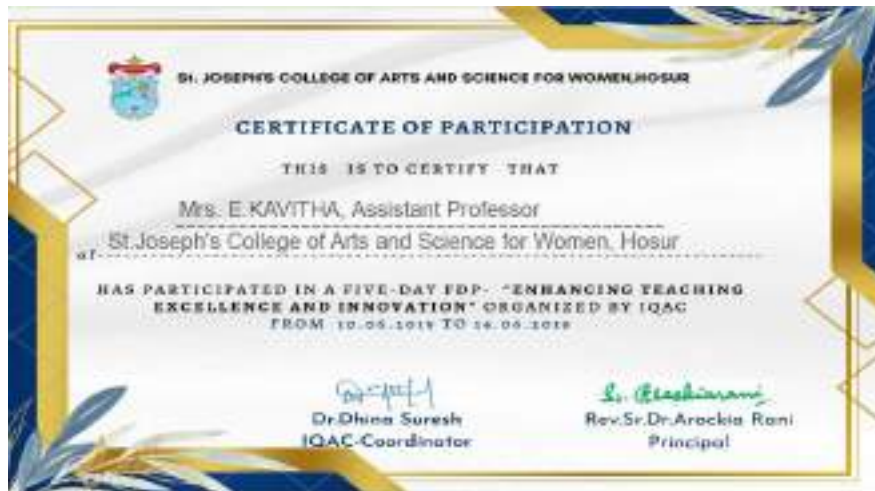 St. JOSEPH'S COLLEGE OF ARTS AND SCIENCE FOR WOMEN,HOSUR
CERTIFICATE OF PARTICIPATION
THIS IS TO CERTIFY THAT
Mrs. E.KAVITHA, Assistant Professor
of St.Joseph's College of Arts and Science for Women, Hosur
HAS PARTICIPATED IN A FIVE-DAY FDP- "ENHANCING TEACHING
EXCELLENCE AND INNOVATION" ORGANIZED BY IQAC
FROM TO
Dr.Dhina Suresh
IQAC-Coordinator
Rev.Sr.Dr.Arockia Rani
Principal